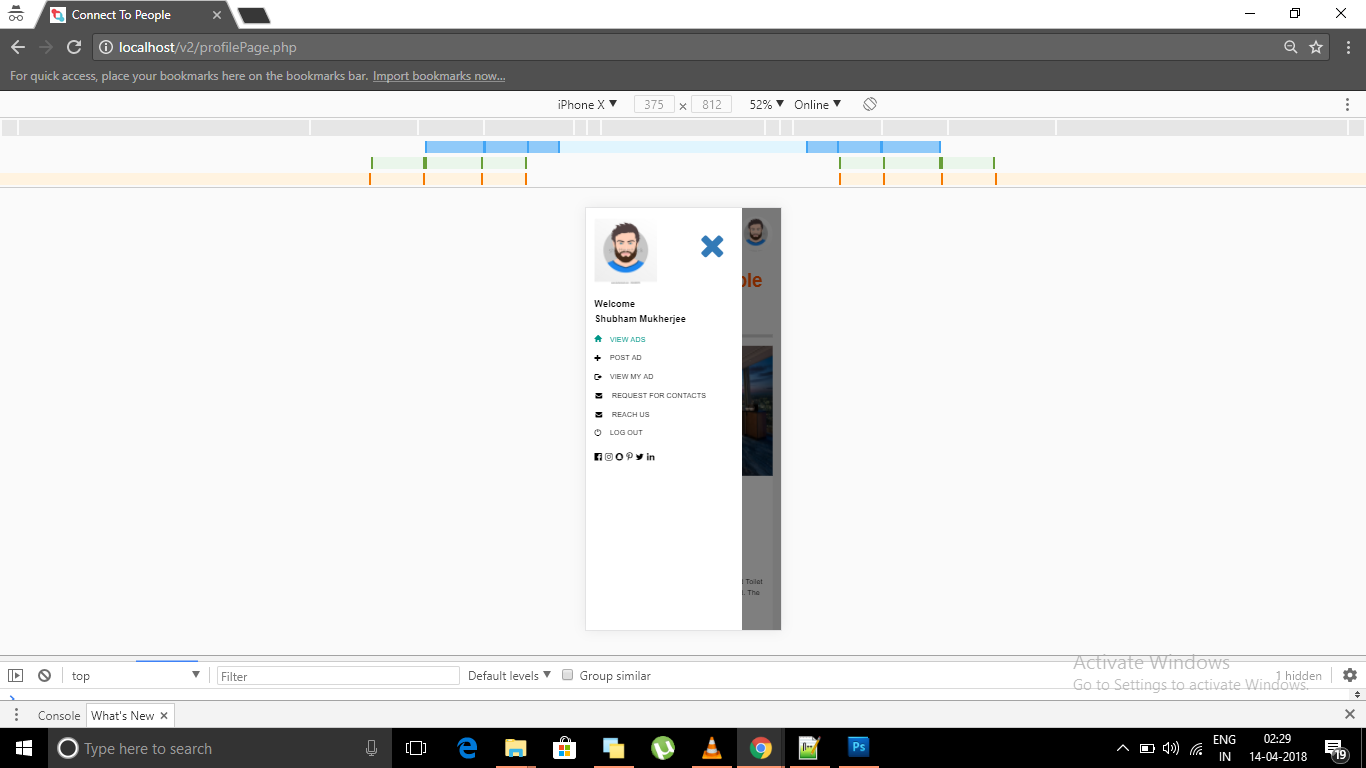 Connect To People
localhost/v2/profilePage.php
For quick access, place your bookmarks here on the bookmarks bar. Import bookmarks now...
iPhone X 375 x 812 52% Online
ble
Welcome
Shubham Mukherjee
VIEW ADS
POST AD
VIEW MY AD
REQUEST FOR CONTACTS
REACH US
LOG OUT
Toilet
. The
Activate Windows
Go to Settings to activate Windows.
top Filter Default levels Group similar 1 hidden
Console What's New
Type here to search
ENG
IN
02:29
14-04-2018
19
Ps